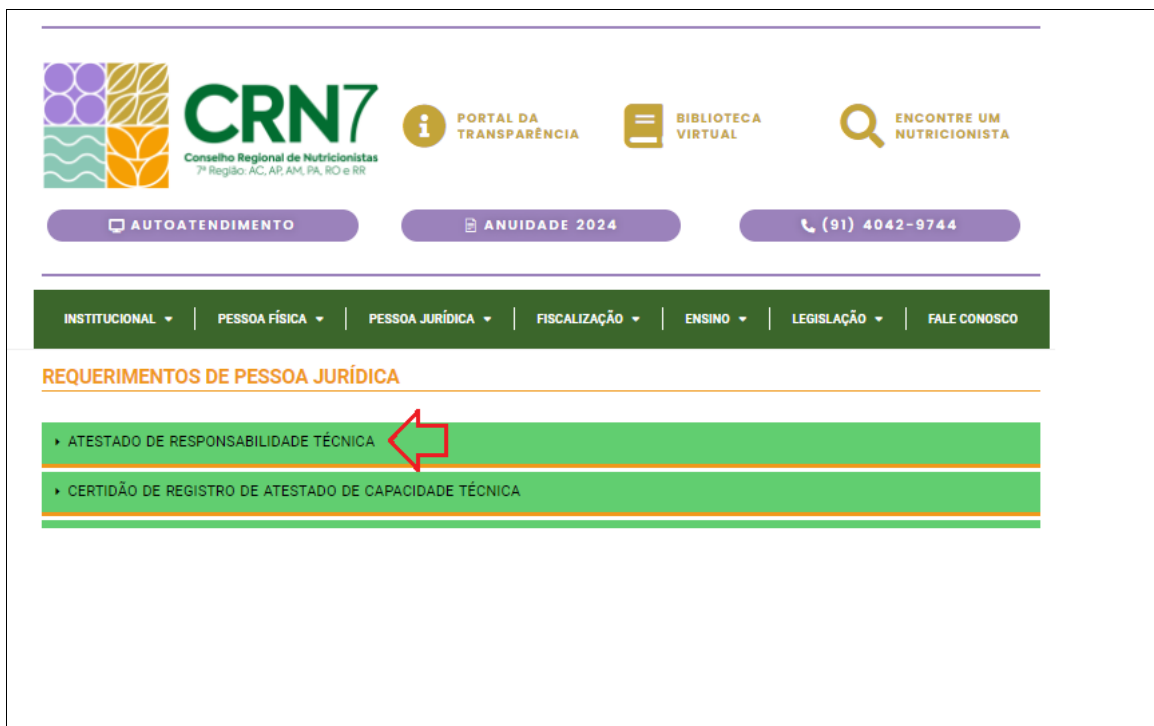 CRN7
Conselho Regional de Nutricionistas
7ª Região: AC, AP, AM, PA, RO e RR
PORTAL DA
TRANSPARÊNCIA
BIBLIOTECA
VIRTUAL
ENCONTRE UM
NUTRICIONISTA
AUTOATENDIMENTO
ANUIDADE 2024
(91) 4042-9744
INSTITUCIONAL PESSOA FÍSICA PESSOA JURÍDICA FISCALIZAÇÃO ENSINO LEGISLAÇÃO FALE CONOSCO
REQUERIMENTOS DE PESSOA JURÍDICA
ATESTADO DE RESPONSABILIDADE TÉCNICA
CERTIDÃO DE REGISTRO DE ATESTADO DE CAPACIDADE TÉCNICA